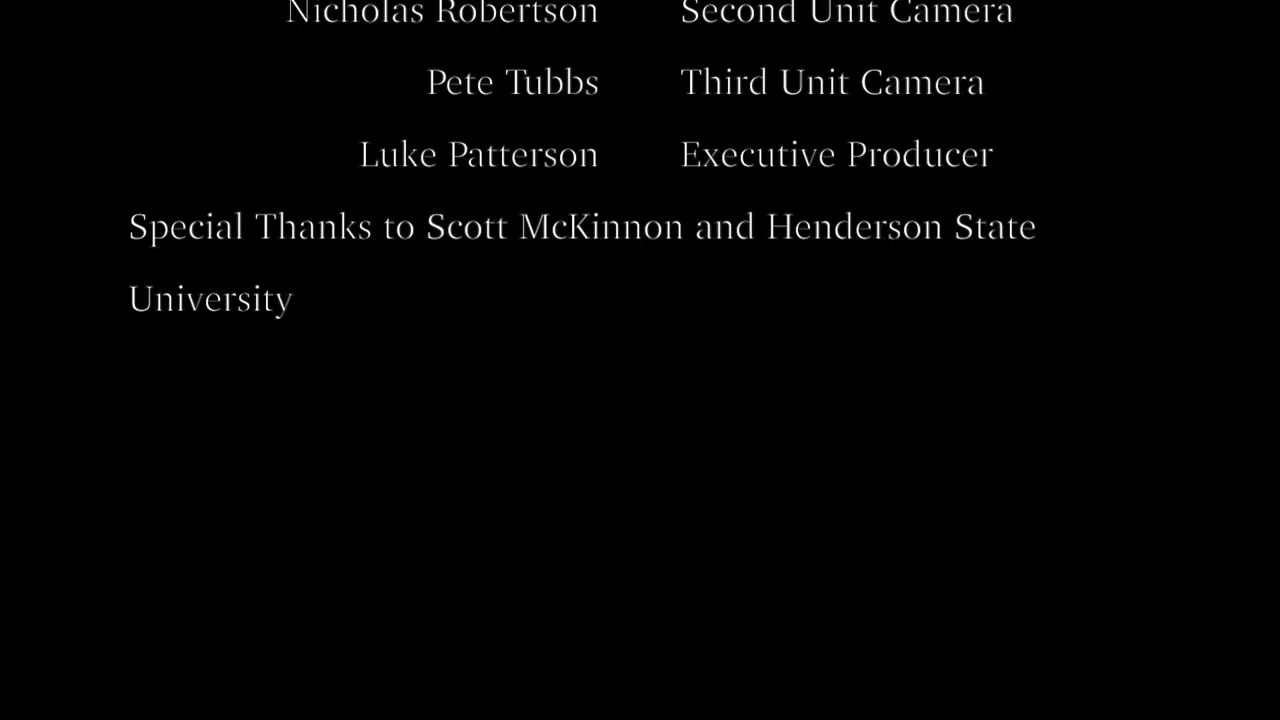 Nicholas Robertson Second Unit Camera
Pete Tubbs Third Unit Camera
Luke Patterson Executive Producer
Special Thanks to Scott McKinnon and Henderson State
University